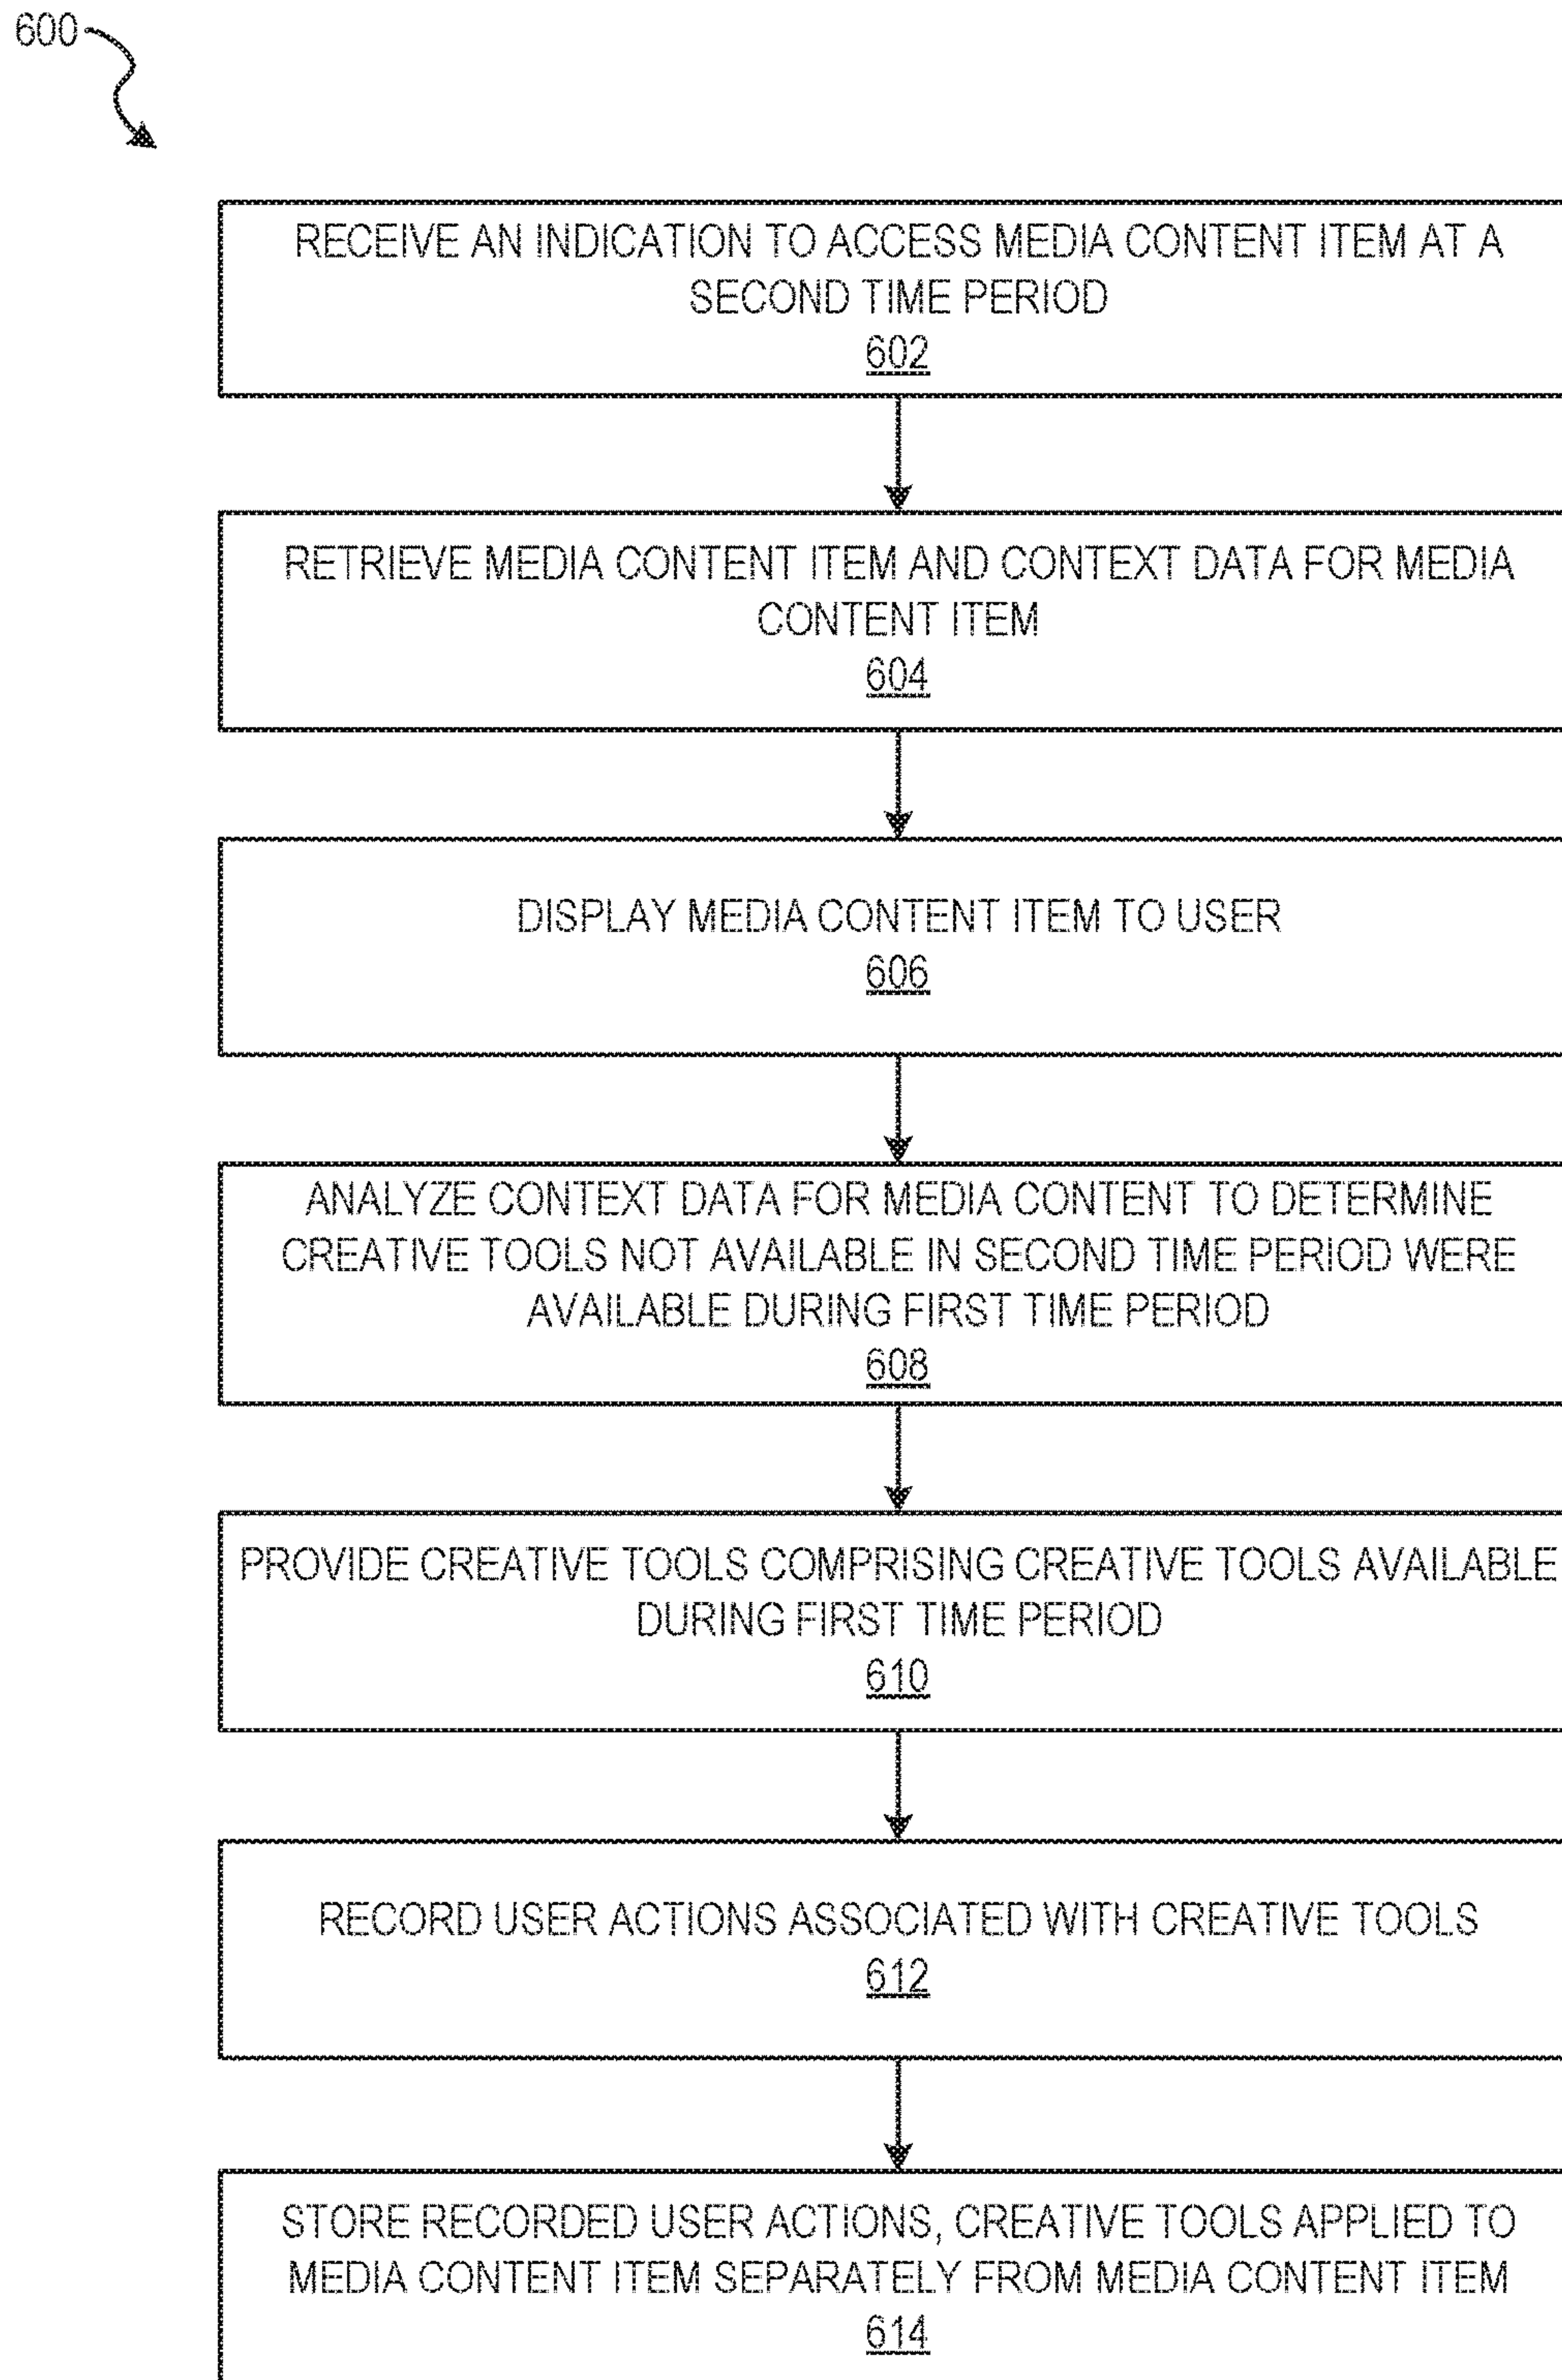 600
RECEIVE AN INDICATION TO ACCESS MEDIA CONTENT ITEM AT A
SECOND TIME PERIOD
602
RETRIEVE MEDIA CONTENT ITEM AND CONTEXT DATA FOR MEDIA
CONTENT ITEM
604
DISPLAY MEDIA CONTENT ITEM TO USER
606
ANALYZE CONTEXT DATA FOR MEDIA CONTENT TO DETERMINE
CREATIVE TOOLS NOT AVAILABLE IN SECOND TIME PERIOD WERE
AVAILABLE DURING FIRST TIME PERIOD
608
PROVIDE CREATIVE TOOLS COMPRISING CREATIVE TOOLS AVAILABLE
DURING FIRST TIME PERIOD
610
RECORD USER ACTIONS ASSOCIATED WITH CREATIVE TOOLS
612
STORE RECORDED USER ACTIONS, CREATIVE TOOLS APPLIED TO
MEDIA CONTENT ITEM SEPARATELY FROM MEDIA CONTENT ITEM
614